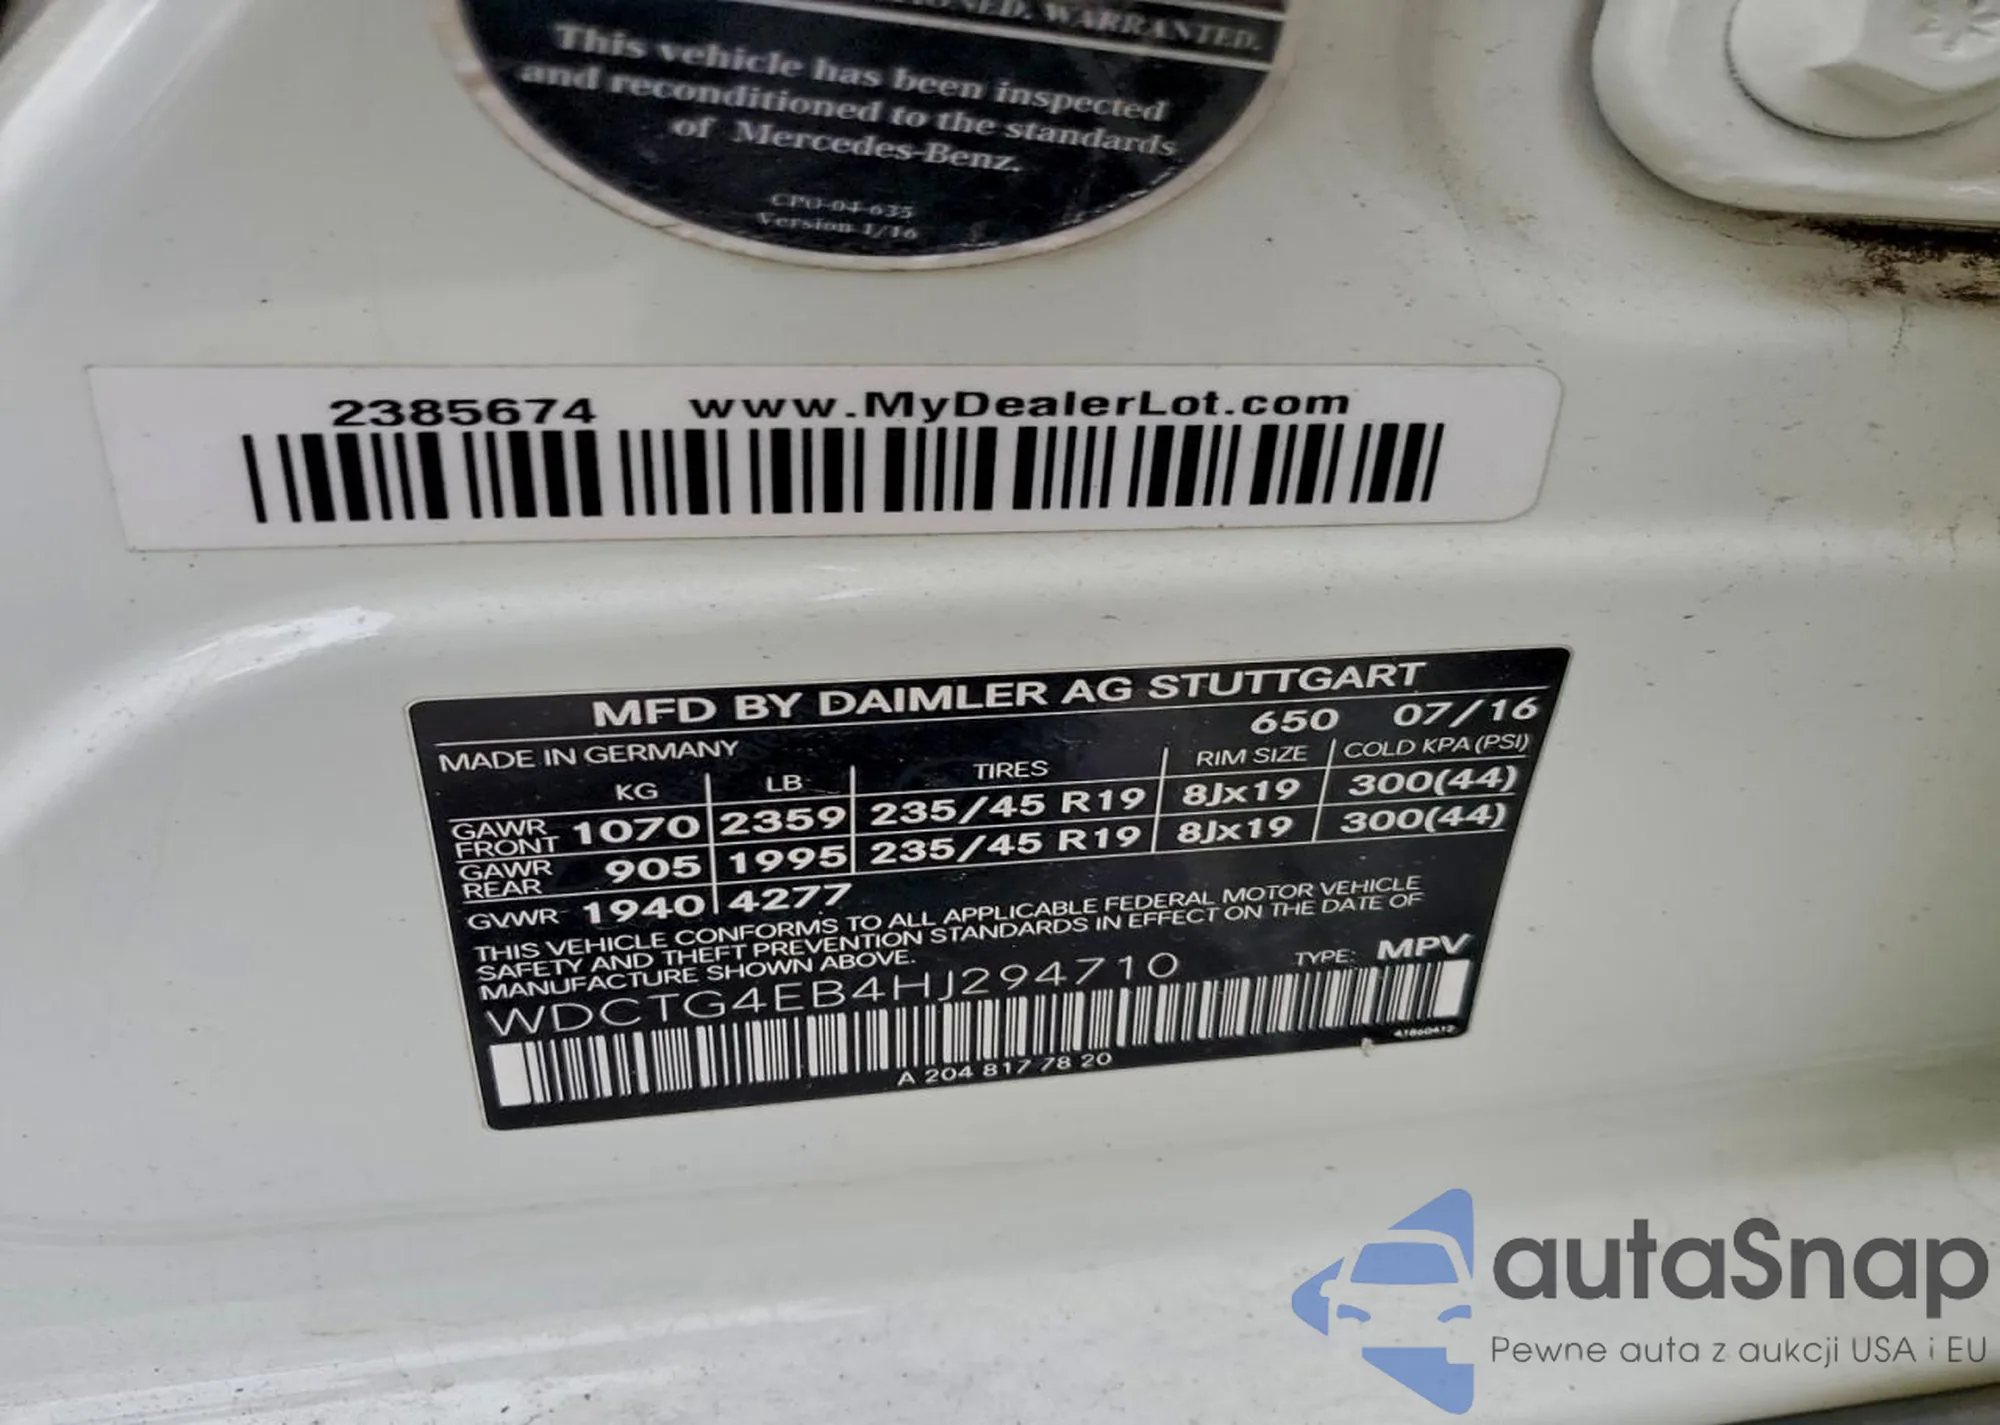 WARRANTED.
This vehicle has been inspected
and reconditioned to the standards
of Mercedes-Benz.
CPO-04-635
Version 1/16
2385674 www.MyDealerLot.com
MFD BY DAIMLER AG STUTTGART
650 07/16
MADE IN GERMANY
KG LB TIRES RIM SIZE COLD KPA (PSI)
GAWR FRONT 1070 2359 235/45 R19 8Jx19 300(44)
GAWR REAR 905 1995 235/45 R19 8Jx19 300(44)
GVWR 1940 4277
THIS VEHICLE CONFORMS TO ALL APPLICABLE FEDERAL MOTOR VEHICLE
SAFETY AND THEFT PREVENTION STANDARDS IN EFFECT ON THE DATE OF
MANUFACTURE SHOWN ABOVE.
WDCTG4EB4HJ294710 TYPE: MPV
A 204 817 78 20
autaSnap
Pewne auta z aukcji USA i EU